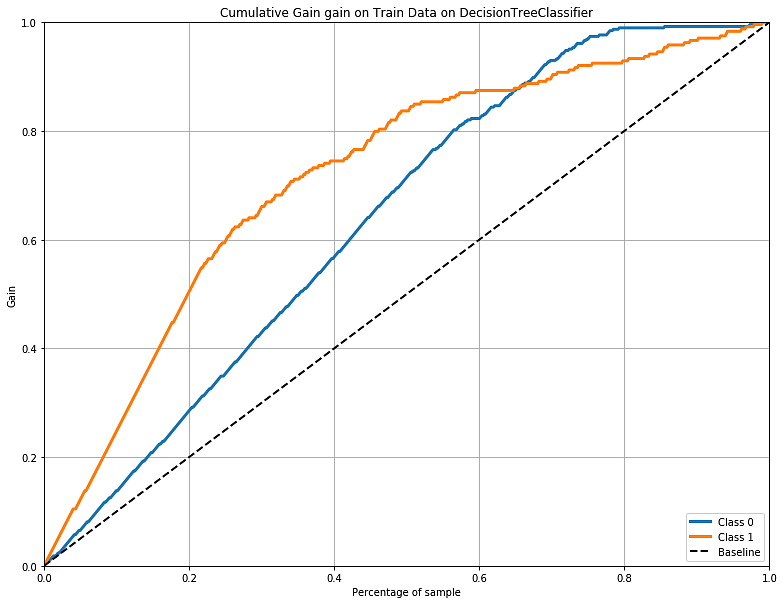 Cumulative Gain gain on Train Data on DecisionTreeClassifier
Gain
1.0
0.8
0.6
0.4
0.2
0.0
0.0 0.2 0.4 0.6 0.8 1.0
Percentage of sample
Class 0
Class 1
Baseline